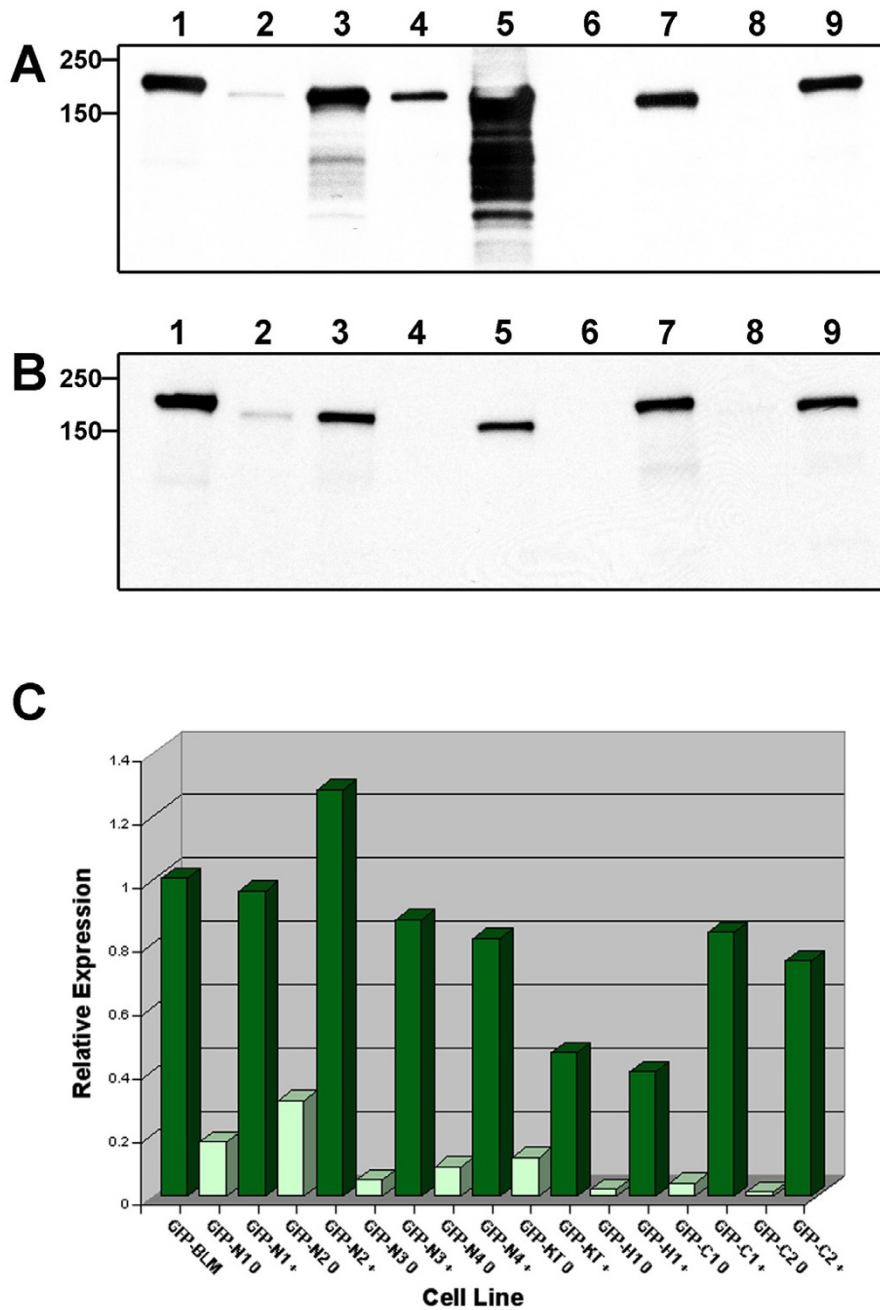 A
1 2 3 4 5 6 7 8 9
250
150
B
1 2 3 4 5 6 7 8 9
250
150
C
1.4
1.2
1
0.8
0.6
0.4
0.2
0
Relative Expression
GFP-BLM
GFP-N1 0
GFP-N1+
GFP-N2 0
GFP-N2+
GFP-N3 0
GFP-N3+
GFP-N4 0
GFP-N4+
GFP-KT 0
GFP-KT+
GFP-H1 0
GFP-H1+
GFP-C1 0
GFP-C1+
GFP-C2 0
GFP-C2+
Cell Line